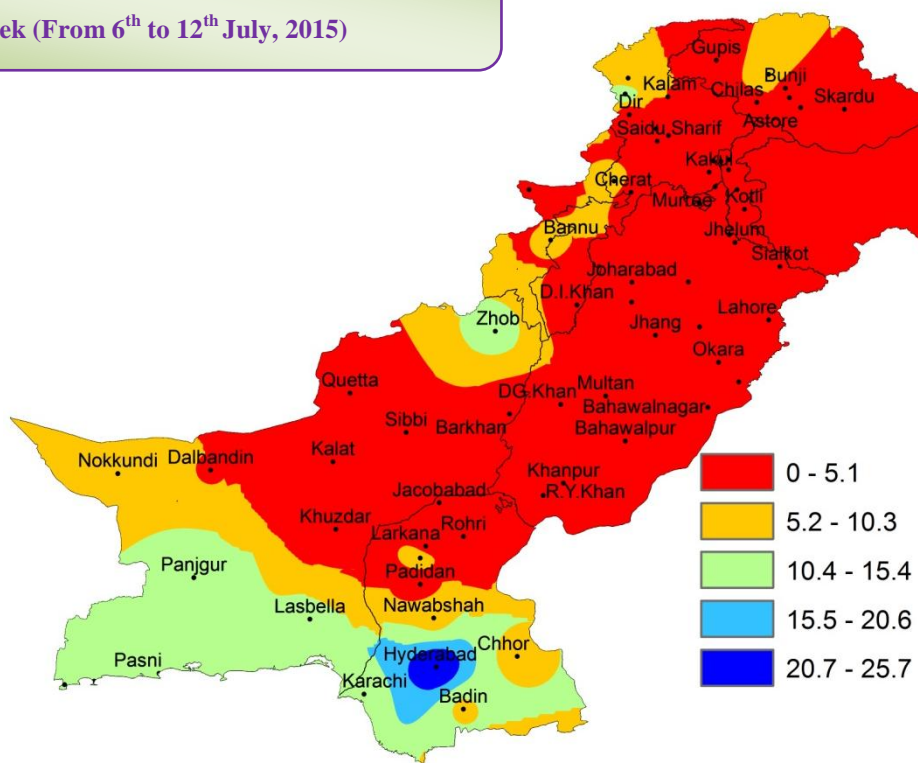 ek (From 6th to 12th July, 2015)
Gupis
Kalam
Bunji
Chilas
Skardu
Dir
Astore
Saidu Sharif
Kakul
Cherat
Murree
Kotli
Bannu
Jhelum
Sialkot
Joharabad
D.I.Khan
Lahore
Zhob
Jhang
Okara
Quetta
DG.Khan
Multan
Bahawalnagar
Sibbi
Barkhan
Bahawalpur
Nokkundi
Dalbandin
Kalat
Khanpur
R.Y.Khan
Jacobabad
Khuzdar
Rohri
Larkana
Panjgur
Padidan
Lasbella
Nawabshah
Pasni
Hyderabad
Chhor
Karachi
Badin
0 - 5.1
5.2 - 10.3
10.4 - 15.4
15.5 - 20.6
20.7 - 25.7